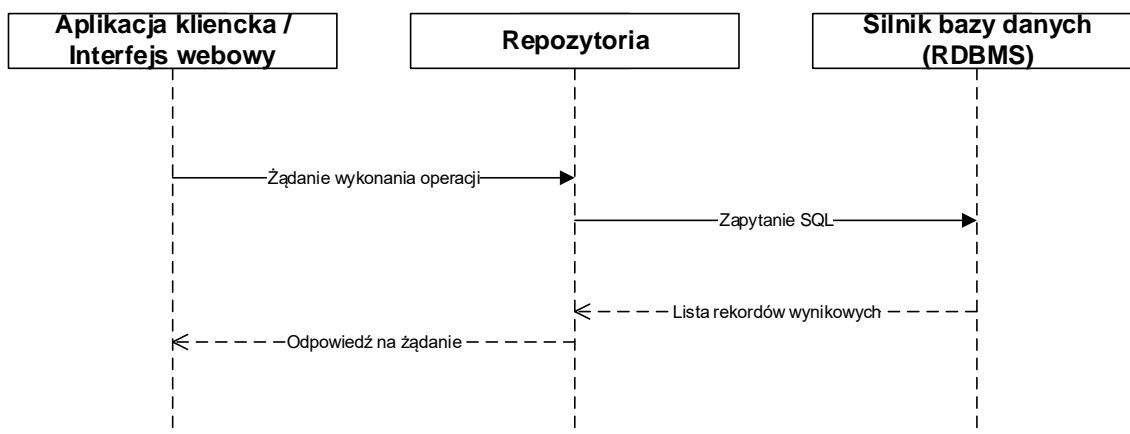 Aplikacja kliencka /
Interfejs webowy
Repozytoria
Silnik bazy danych
(RDBMS)
Żądanie wykonania operacji
Zapytanie SQL
Lista rekordów wynikowych
Odpowiedź na żądanie